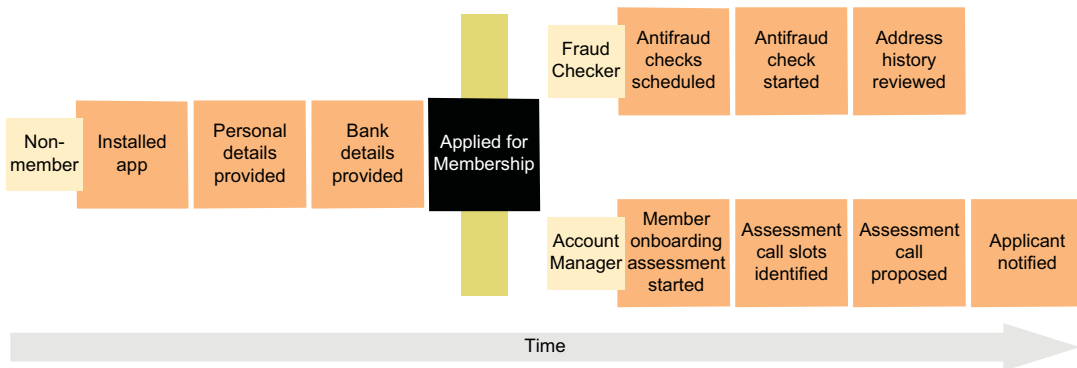 Non-
member
Installed
app
Personal
details
provided
Bank
details
provided
Applied for
Membership
Fraud
Checker
Antifraud
checks
scheduled
Antifraud
check
started
Address
history
reviewed
Account
Manager
Member
onboarding
assessment
started
Assessment
call slots
identified
Assessment
call
proposed
Applicant
notified
Time